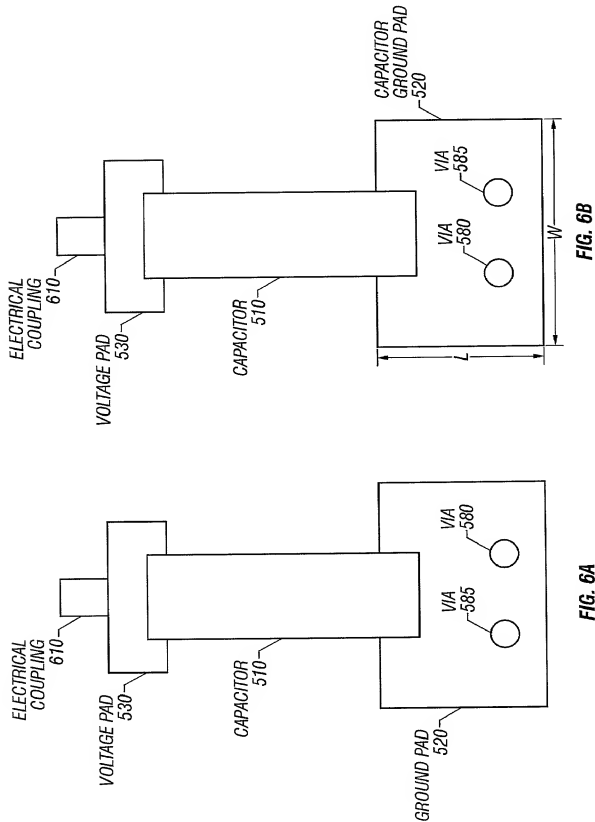 ELECTRICAL
COUPLING
610
VOLTAGE PAD
530
CAPACITOR
510
GROUND PAD
520
VIA
585
VIA
580
FIG. 6A
ELECTRICAL
COUPLING
610
VOLTAGE PAD
530
CAPACITOR
510
CAPACITOR
GROUND PAD
520
VIA
580
VIA
585
L
W
FIG. 6B